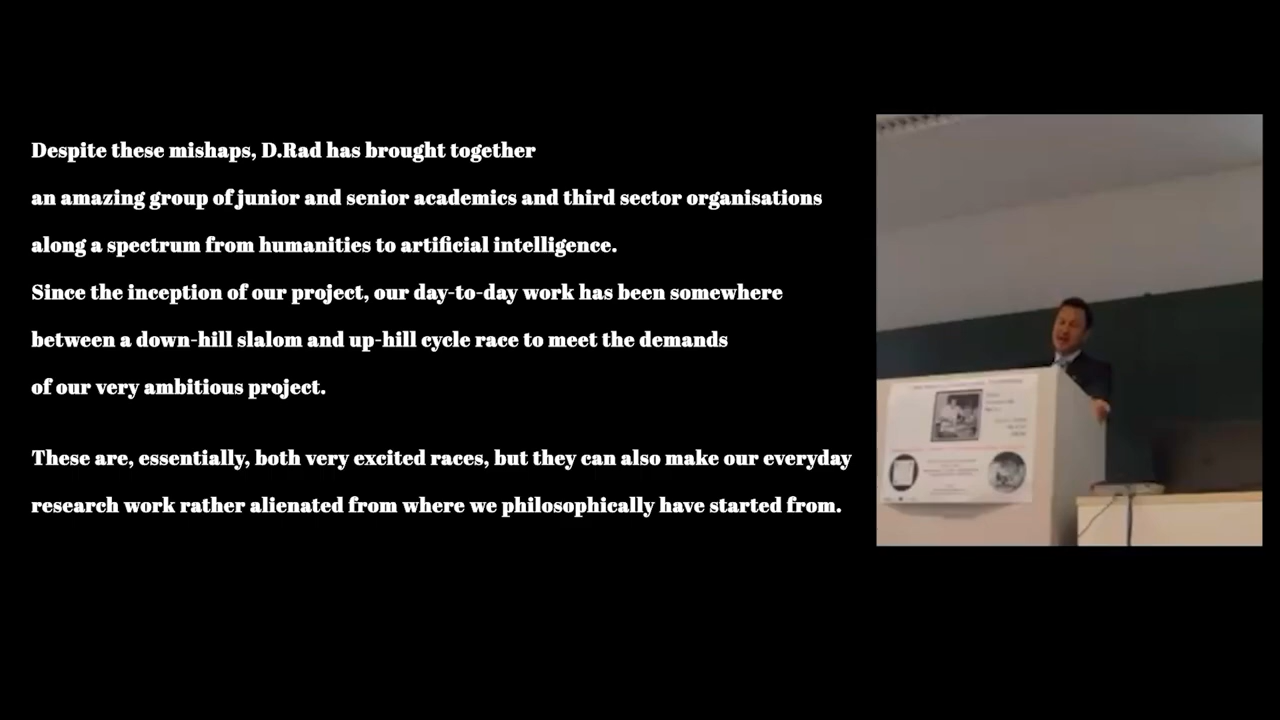 Despite these mishaps, D.Rad has brought together
an amazing group of junior and senior academics and third sector organisations
along a spectrum from humanities to artificial intelligence.
Since the inception of our project, our day-to-day work has been somewhere
between a down-hill slalom and up-hill cycle race to meet the demands
of our very ambitious project.
These are, essentially, both very excited races, but they can also make our everyday
research work rather alienated from where we philosophically have started from.